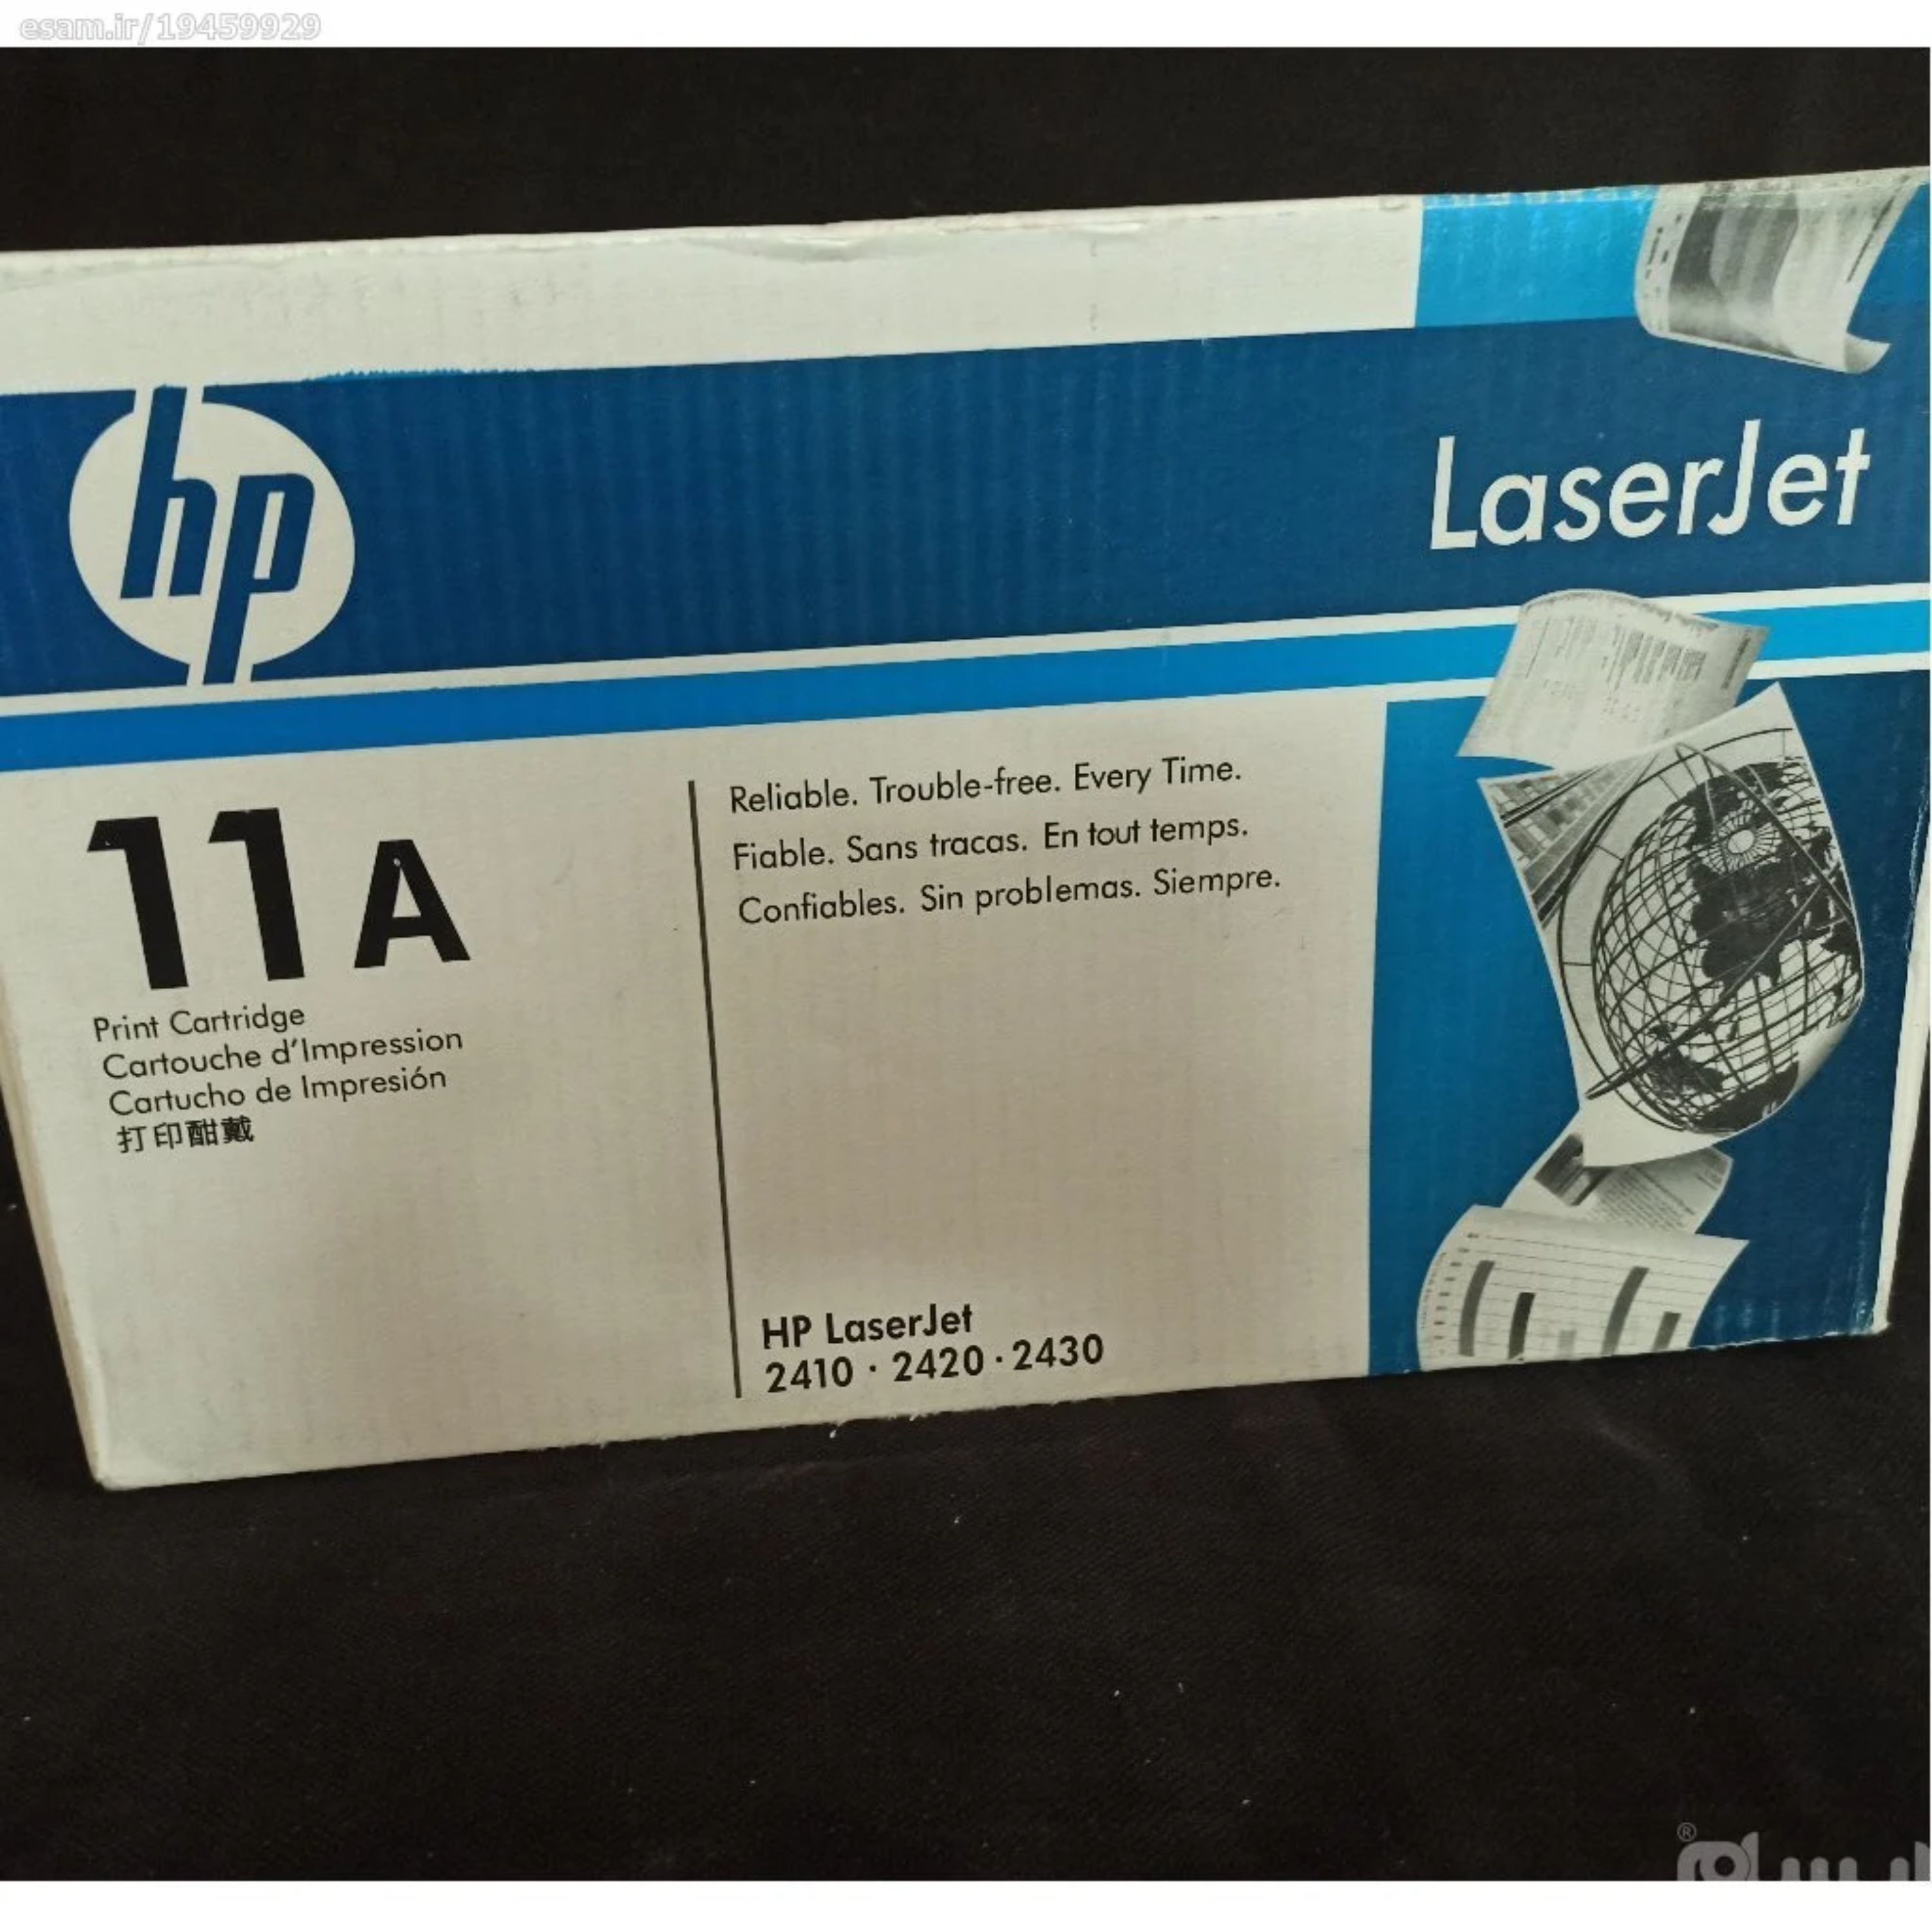 esam.ir/19459929
hp
LaserJet
11A
Print Cartridge
Cartouche d'Impression
Cartucho de Impresión
打印酣戴
Reliable. Trouble-free. Every Time.
Fiable. Sans tracas. En tout temps.
Confiables. Sin problemas. Siempre.
HP LaserJet
2410 · 2420 · 2430